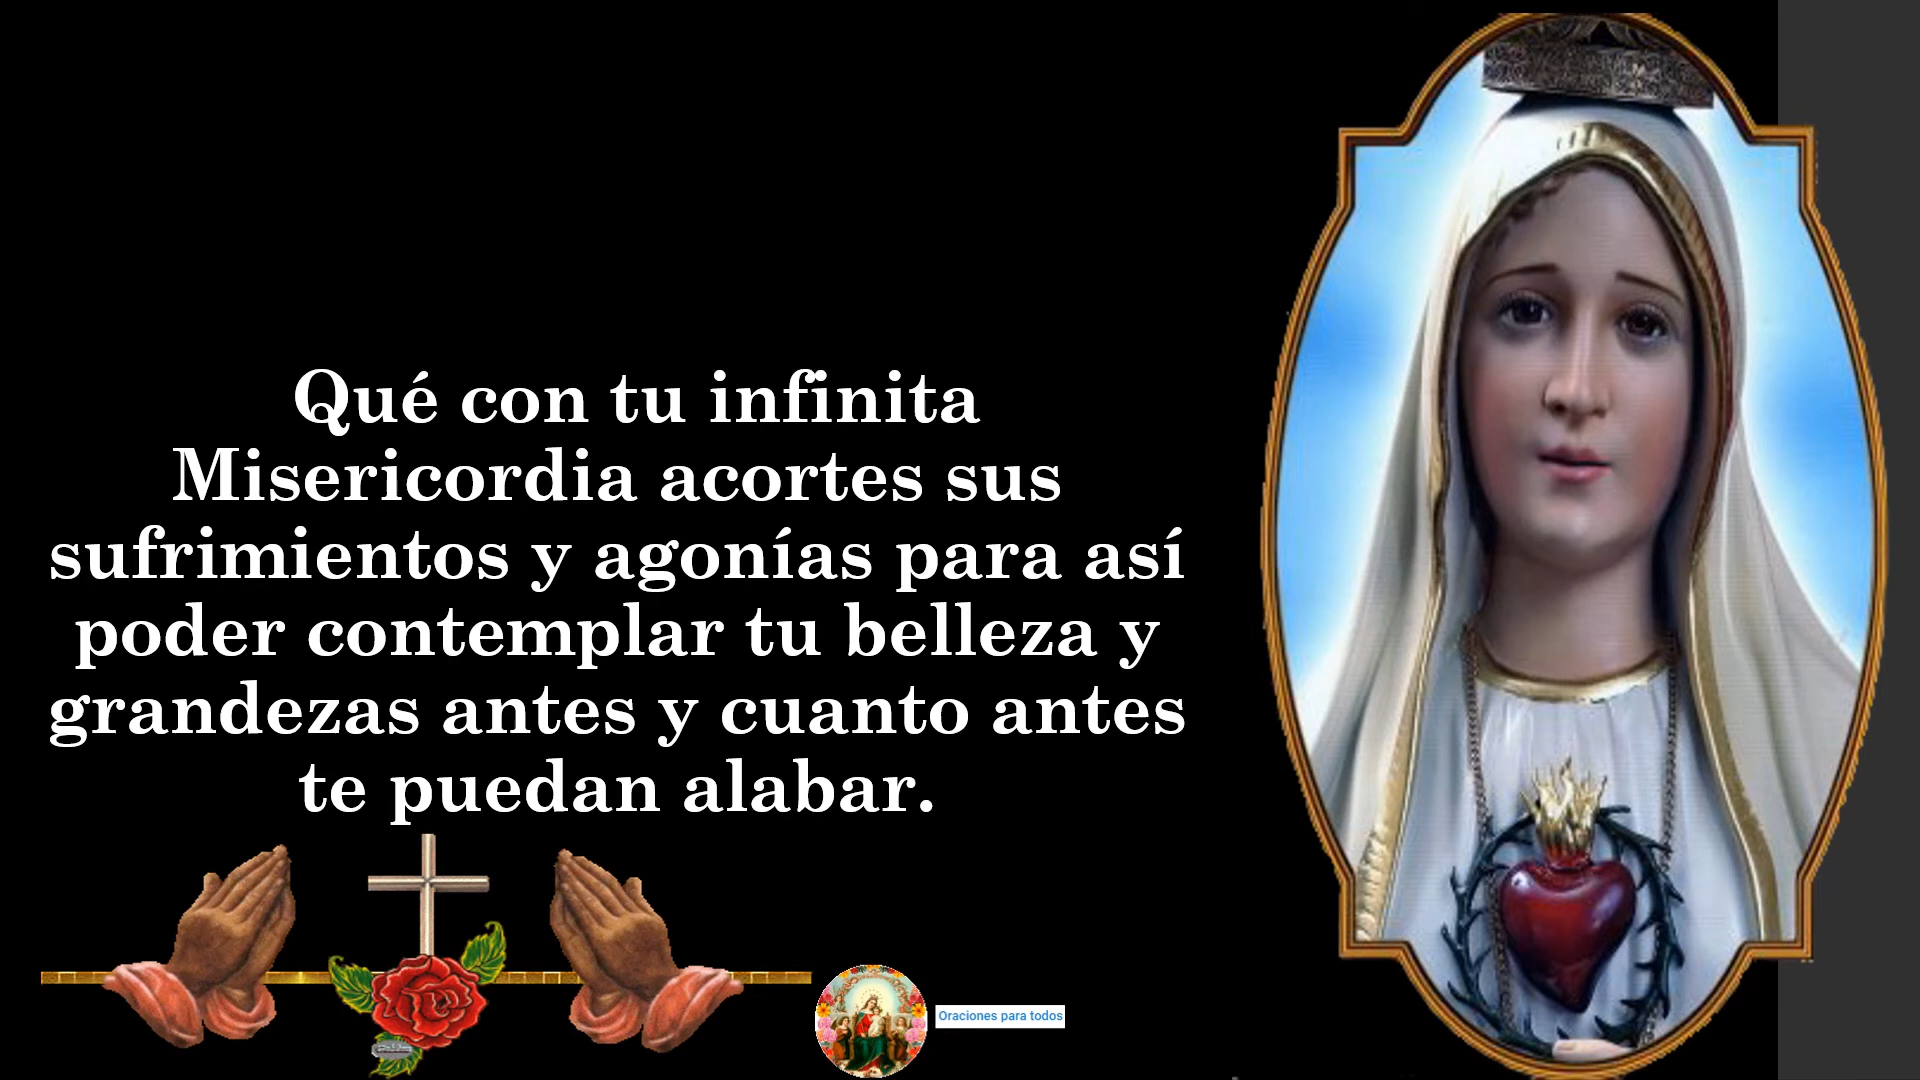 Qué con tu infinita
Misericordia acortes sus
sufrimientos y agonías para así
poder contemplar tu belleza y
grandezas antes y cuanto antes
te puedan alabar.
Oraciones para todos